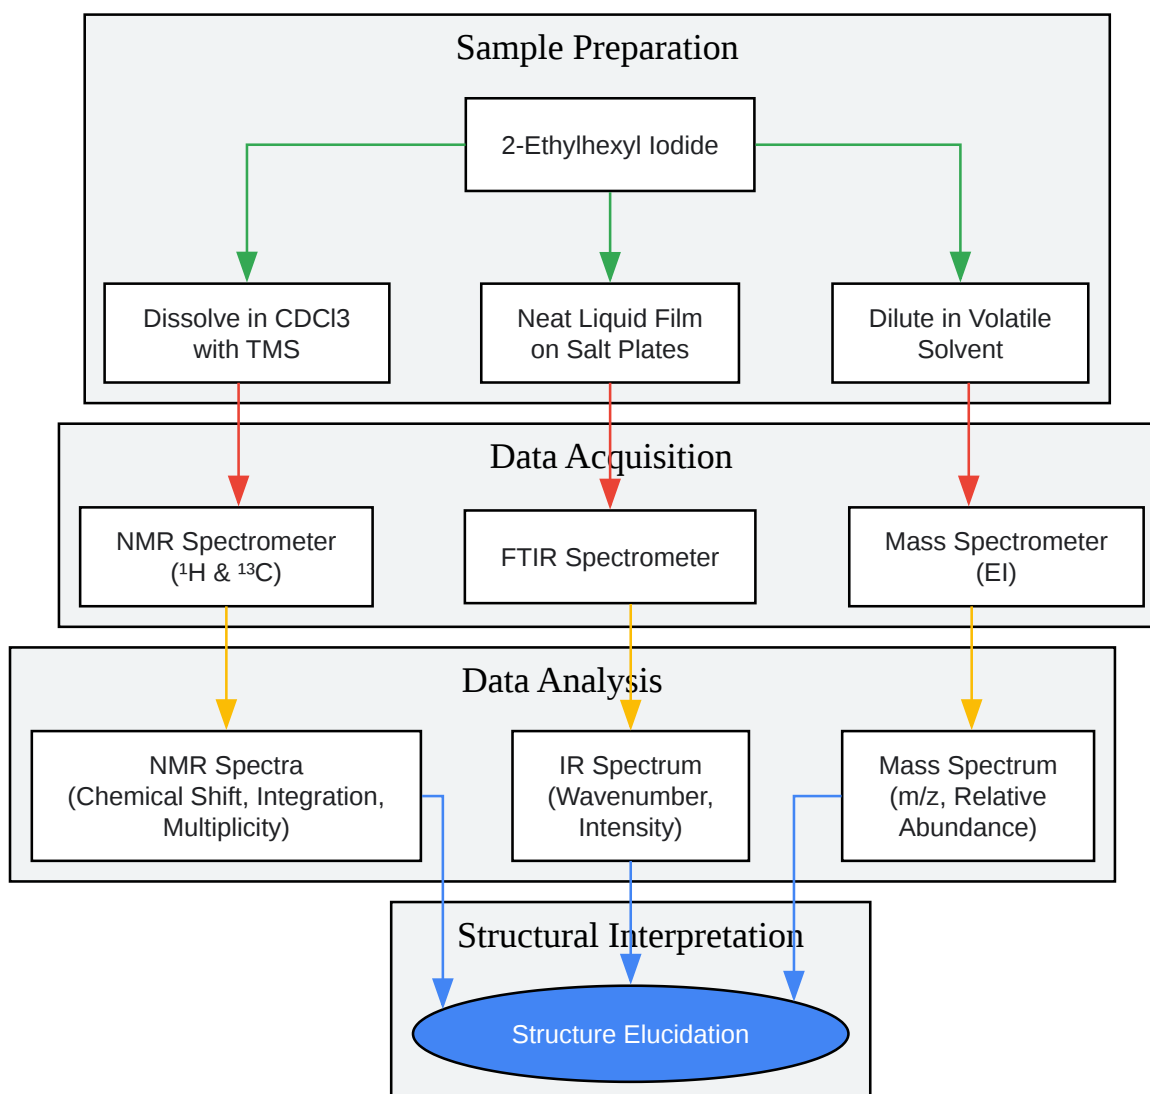 Sample Preparation
2-Ethylhexyl Iodide
Dissolve in CDCl3
with TMS
Neat Liquid Film
on Salt Plates
Dilute in Volatile
Solvent
Data Acquisition
NMR Spectrometer
(¹H & ¹³C)
FTIR Spectrometer
Mass Spectrometer
(EI)
Data Analysis
NMR Spectra
(Chemical Shift, Integration,
Multiplicity)
IR Spectrum
(Wavenumber,
Intensity)
Mass Spectrum
(m/z, Relative
Abundance)
Structural Interpretation
Structure Elucidation